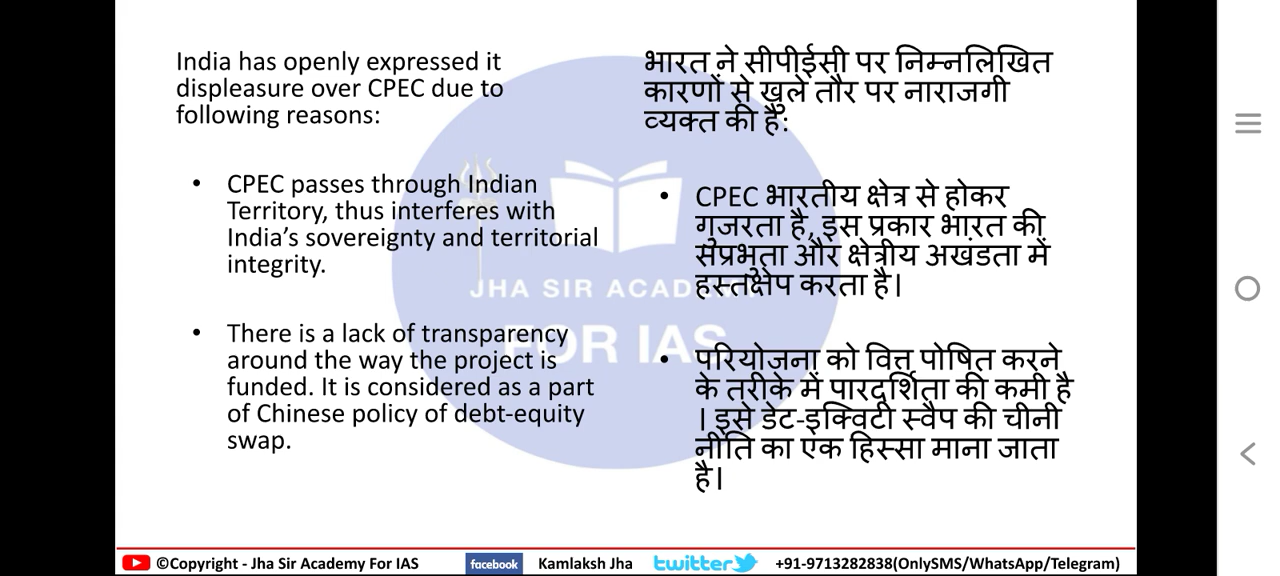 India has openly expressed it
displeasure over CPEC due to
following reasons:
• CPEC passes through Indian
Territory, thus interferes with
India’s sovereignty and territorial
integrity.
• There is a lack of transparency
around the way the project is
funded. It is considered as a part
of Chinese policy of debt-equity
swap.
भारत ने सीपीईसी पर निम्नलिखित
कारणों से खुले तौर पर नाराजगी
व्यक्त की है:
• CPEC भारतीय क्षेत्र से होकर
गुजरता है, इस प्रकार भारत की
संप्रभुता और क्षेत्रीय अखंडता में
हस्तक्षेप करता है।
• परियोजना को वित्त पोषित करने
के तरीके में पारदर्शिता की कमी है
। इसे डेट-इक्विटी स्वैप की चीनी
नीति का एक हिस्सा माना जाता
है।
JHA SIR ACADEMY
FOR IAS
©Copyright - Jha Sir Academy For IAS facebook Kamlaksh Jha twitter +91-9713282838(OnlySMS/WhatsApp/Telegram)